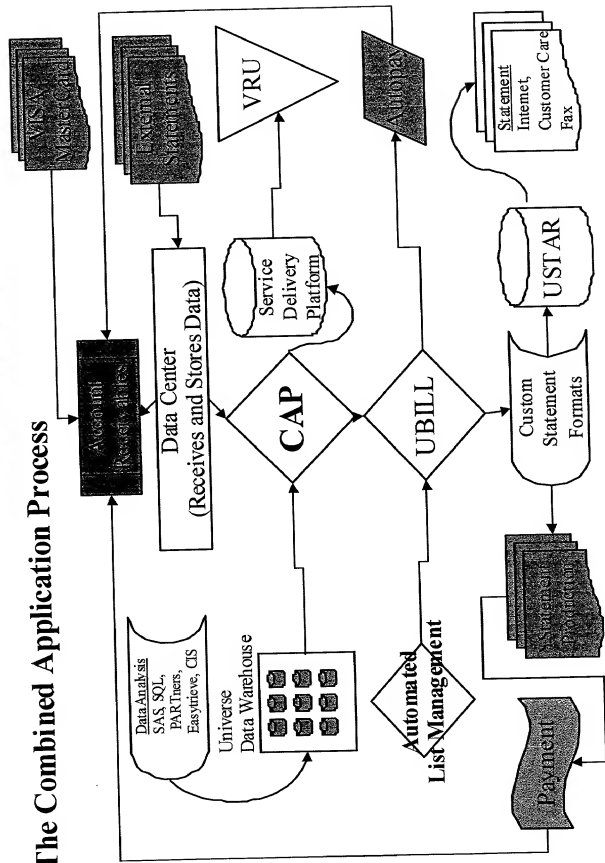 The Combined Application Process
VISA/
MasterCard
Account
Receivables
External
Statements
Data Analysis
SAS, SQL,
PARTners,
Easytrieve, CIS
Data Center
(Receives and Stores Data)
VRU
Universe
Data Warehouse
CAP
Service
Delivery
Platform
Automated
List Management
UBILL
Autopay
Payment
Statement
Production
Custom
Statement
Formats
USTAR
Statement
Internet,
Customer Care
Fax